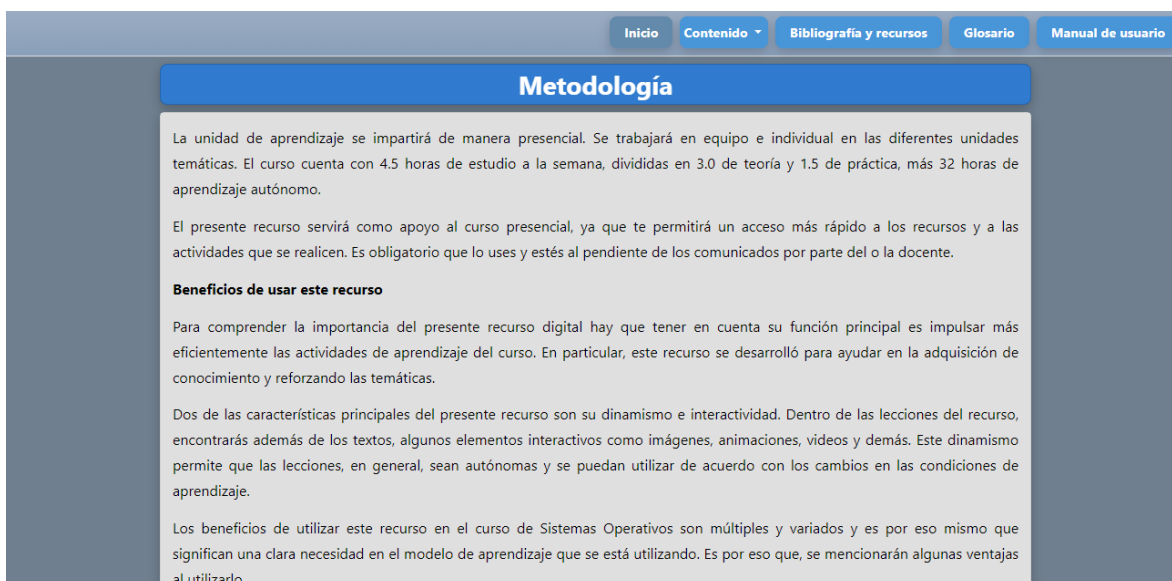 Inicio Contenido Bibliografía y recursos Glosario Manual de usuario
Metodología
La unidad de aprendizaje se impartirá de manera presencial. Se trabajará en equipo e individual en las diferentes unidades
temáticas. El curso cuenta con 4.5 horas de estudio a la semana, divididas en 3.0 de teoría y 1.5 de práctica, más 32 horas de
aprendizaje autónomo.
El presente recurso servirá como apoyo al curso presencial, ya que te permitirá un acceso más rápido a los recursos y a las
actividades que se realicen. Es obligatorio que lo uses y estés al pendiente de los comunicados por parte del o la docente.
Beneficios de usar este recurso
Para comprender la importancia del presente recurso digital hay que tener en cuenta su función principal es impulsar más
eficientemente las actividades de aprendizaje del curso. En particular, este recurso se desarrolló para ayudar en la adquisición de
conocimiento y reforzando las temáticas.
Dos de las características principales del presente recurso son su dinamismo e interactividad. Dentro de las lecciones del recurso,
encontrarás además de los textos, algunos elementos interactivos como imágenes, animaciones, videos y demás. Este dinamismo
permite que las lecciones, en general, sean autónomas y se puedan utilizar de acuerdo con los cambios en las condiciones de
aprendizaje.
Los beneficios de utilizar este recurso en el curso de Sistemas Operativos son múltiples y variados y es por eso mismo que
significan una clara necesidad en el modelo de aprendizaje que se está utilizando. Es por eso que, se mencionarán algunas ventajas
al utilizarlo